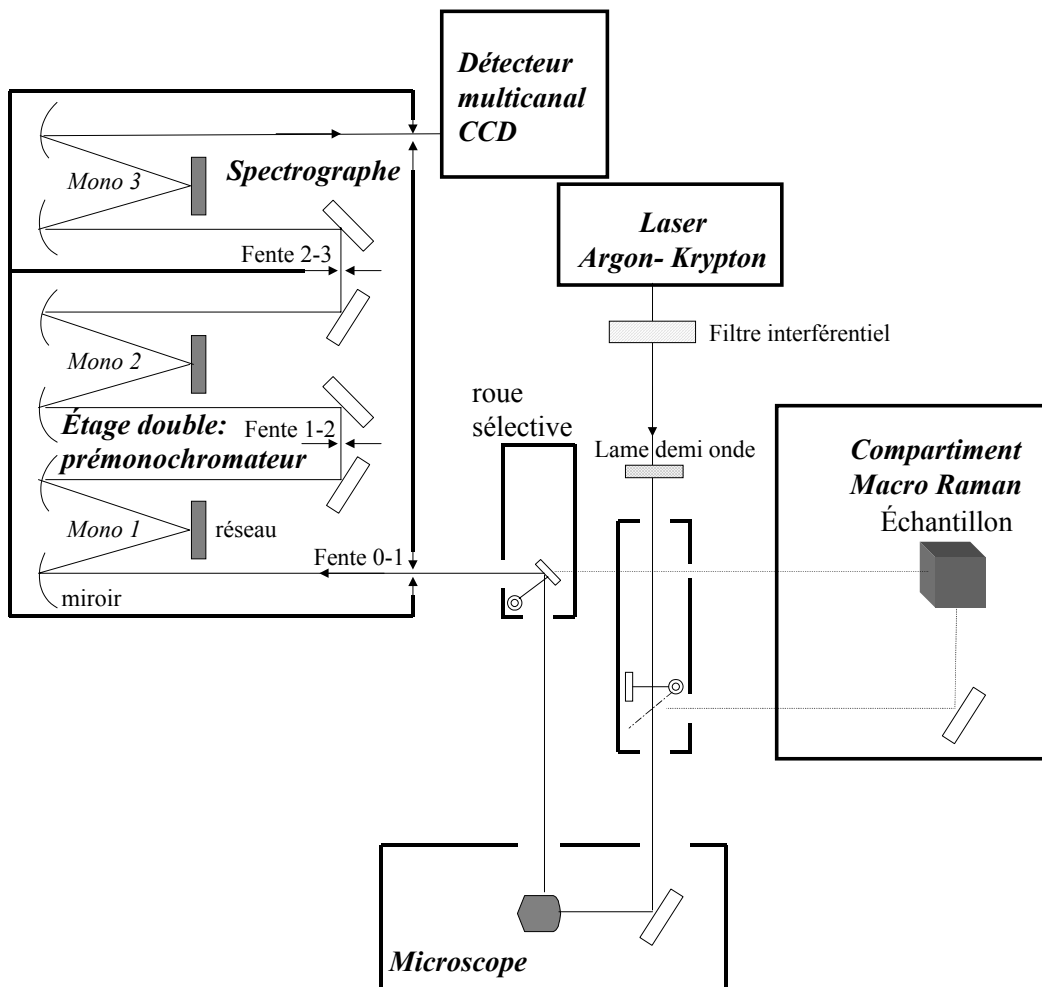 Détecteur
multicanal
CCD
Spectrographe
Mono 3
Fente 2-3
Laser
Argon- Krypton
Filtre interférentiel
Mono 2
roue
sélective
Étage double:
prémonochromateur
Fente 1-2
Lame demi onde
Compartiment
Macro Raman
Échantillon
Mono 1
réseau
Fente 0-1
miroir
Microscope